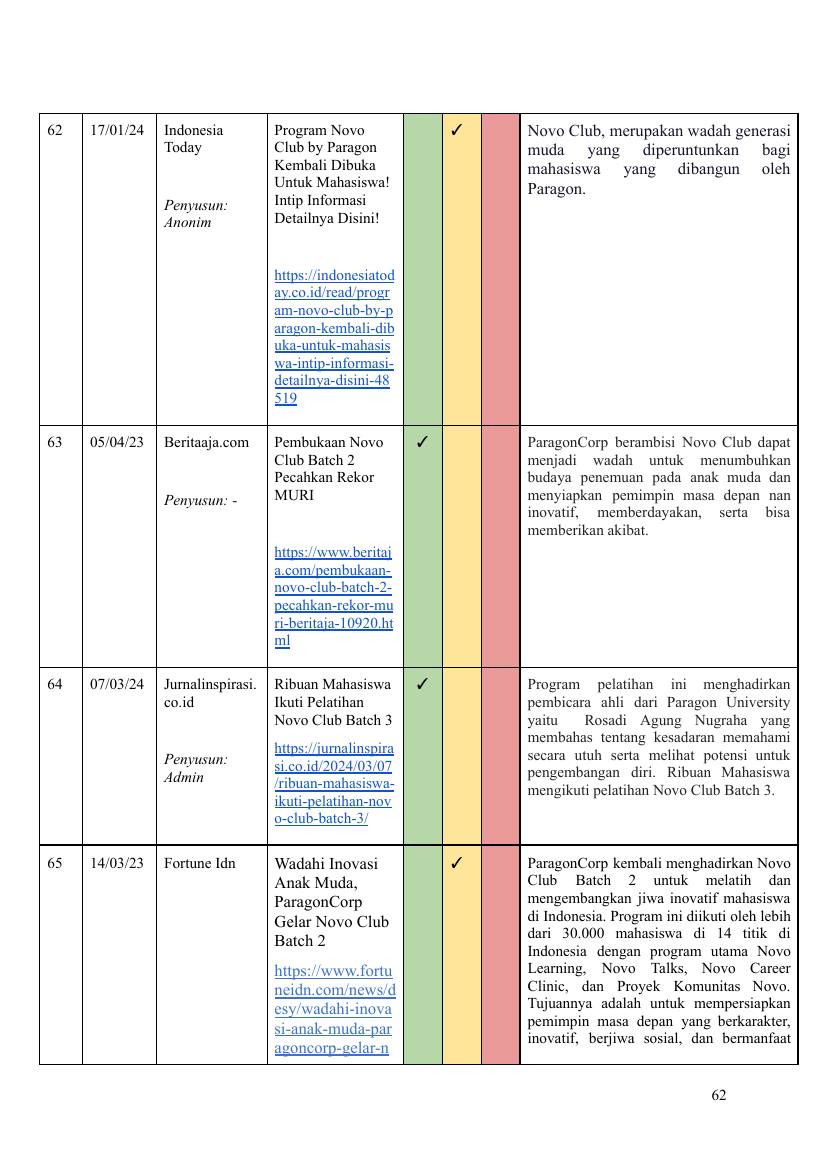 62
17/01/24
Indonesia
Today
Penyusun:
Anonim
Program Novo
Club by Paragon
Kembali Dibuka
Untuk Mahasiswa!
Intip Informasi
Detailnya Disini!
https://indonesiatod
ay.co.id/read/progr
am-novo-club-by-p
aragon-kembali-dib
uka-untuk-mahasis
wa-intip-informasi-
detailnya-disini-48
519
✓
Novo Club, merupakan wadah generasi
muda yang diperuntunkan bagi
mahasiswa yang dibangun oleh
Paragon.
63
05/04/23
Beritaaja.com
Penyusun: -
Pembukaan Novo
Club Batch 2
Pecahkan Rekor
MURI
https://www.beritaj
a.com/pembukaan-
novo-club-batch-2-
pecahkan-rekor-mu
ri-beritaja-10920.ht
ml
✓
ParagonCorp berambisi Novo Club dapat
menjadi wadah untuk menumbuhkan
budaya penemuan pada anak muda dan
menyiapkan pemimpin masa depan nan
inovatif, memberdayakan, serta bisa
memberikan akibat.
64
07/03/24
Jurnalinspirasi.
co.id
Penyusun:
Admin
Ribuan Mahasiswa
Ikuti Pelatihan
Novo Club Batch 3
https://jurnalinspira
si.co.id/2024/03/07
/ribuan-mahasiswa-
ikuti-pelatihan-nov
o-club-batch-3/
✓
Program pelatihan ini menghadirkan
pembicara ahli dari Paragon University
yaitu Rosadi Agung Nugraha yang
membahas tentang kesadaran memahami
secara utuh serta melihat potensi untuk
pengembangan diri. Ribuan Mahasiswa
mengikuti pelatihan Novo Club Batch 3.
65
14/03/23
Fortune Idn
Wadahi Inovasi
Anak Muda,
ParagonCorp
Gelar Novo Club
Batch 2
https://www.fortu
neidn.com/news/d
esy/wadahi-inova
si-anak-muda-par
agoncorp-gelar-n
✓
ParagonCorp kembali menghadirkan Novo
Club Batch 2 untuk melatih dan
mengembangkan jiwa inovatif mahasiswa
di Indonesia. Program ini diikuti oleh lebih
dari 30.000 mahasiswa di 14 titik di
Indonesia dengan program utama Novo
Learning, Novo Talks, Novo Career
Clinic, dan Proyek Komunitas Novo.
Tujuannya adalah untuk mempersiapkan
pemimpin masa depan yang berkarakter,
inovatif, berjiwa sosial, dan bermanfaat
62